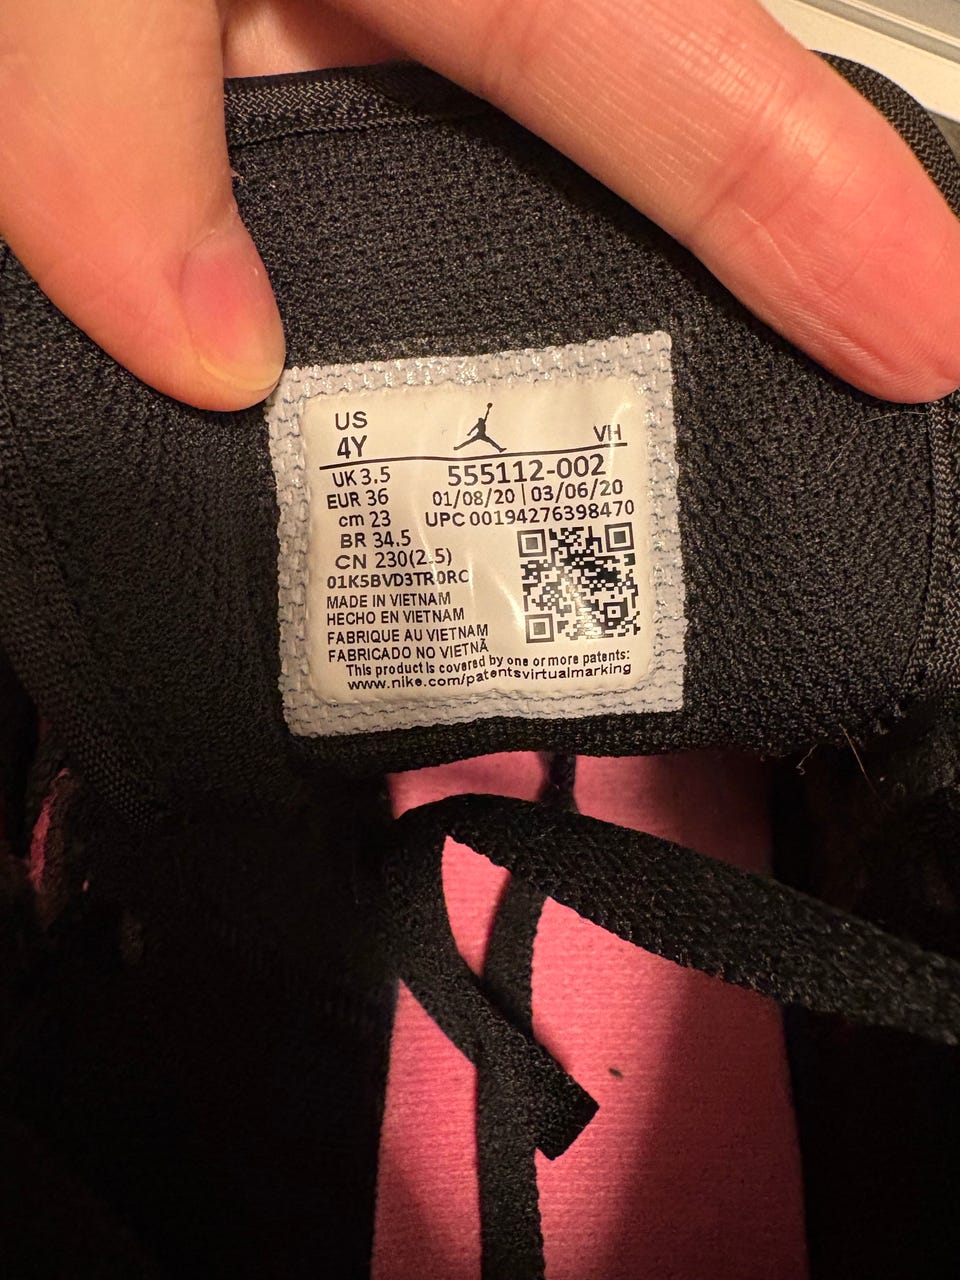 US
4Y
VH
UK 3.5
555112-002
EUR 36
01/08/20 | 03/06/20
cm 23
UPC 00194276398470
BR 34.5
CN 230(2.5)
01K5BVD3TR0RC
MADE IN VIETNAM
HECHO EN VIETNAM
FABRIQUE AU VIETNAM
FABRICADO NO VIETNÃ
This product is covered by one or more patents:
www.nike.com/patentsvirtualmarking